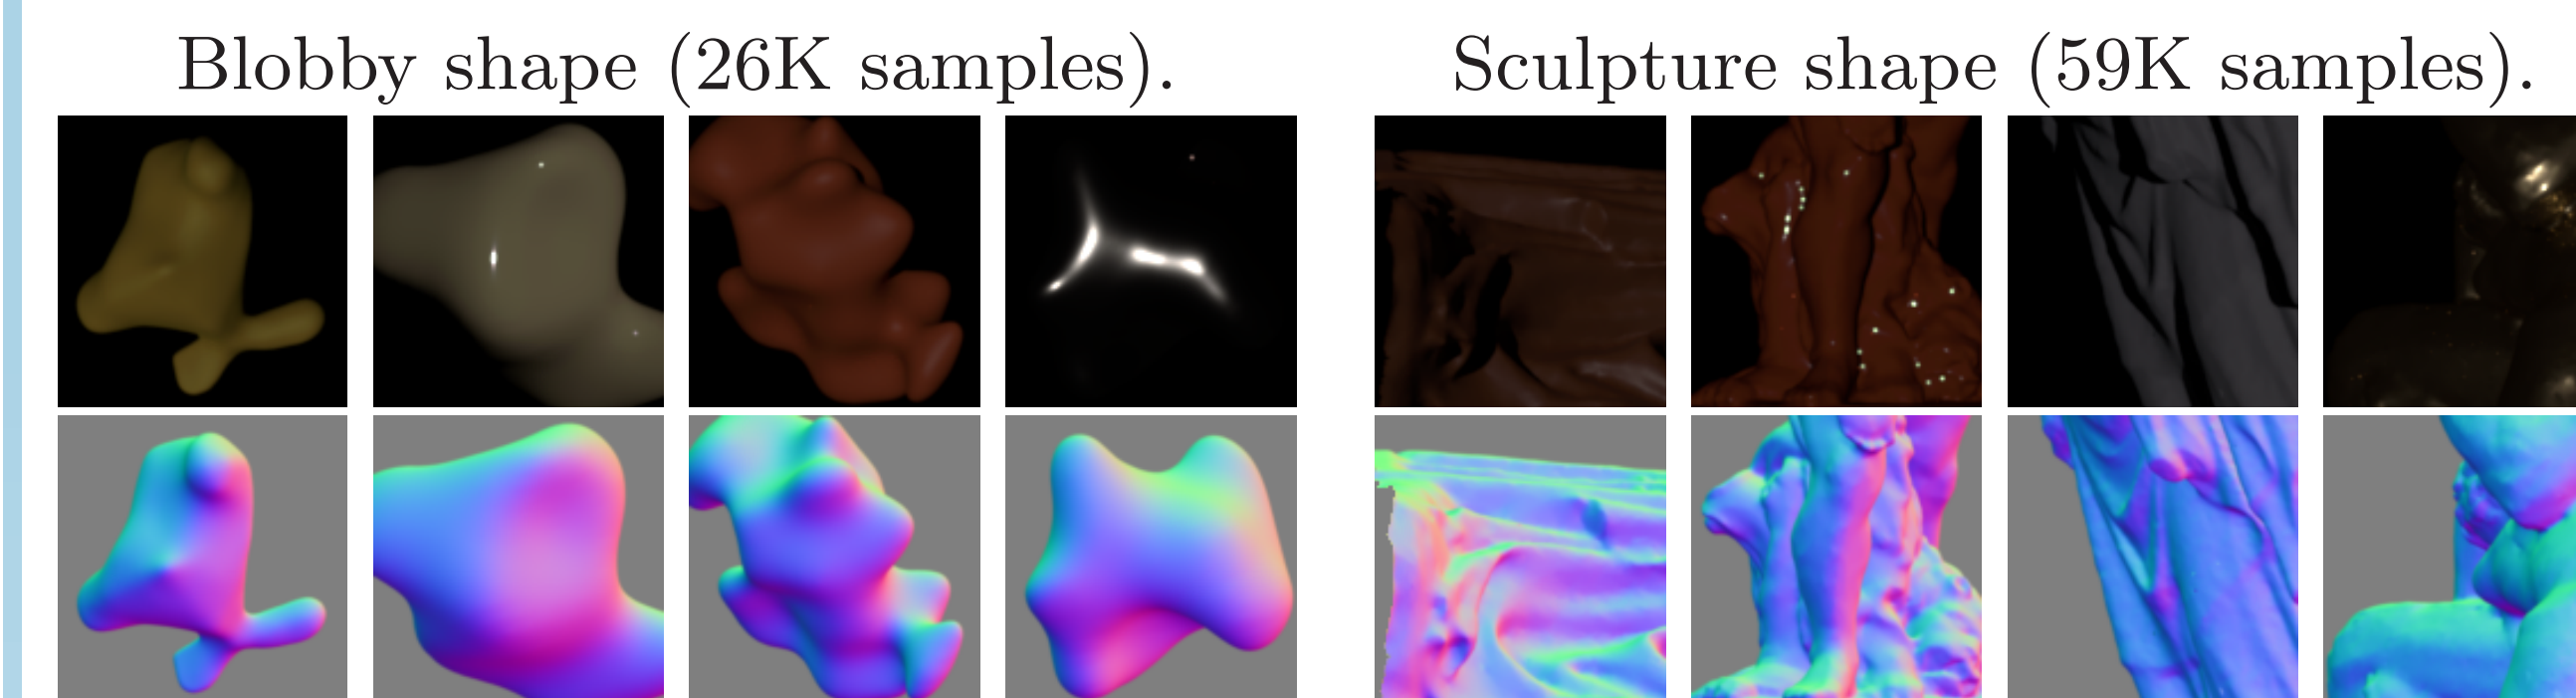 Blobby shape (26K samples).
Sculpture shape (59K samples).